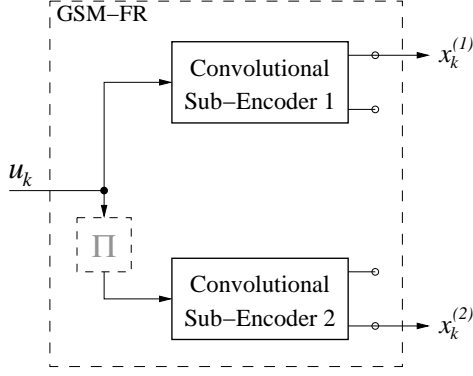 GSM−FR
Convolutional
Sub−Encoder 1
x_k^{(1)}
u_k
Π
Convolutional
Sub−Encoder 2
x_k^{(2)}